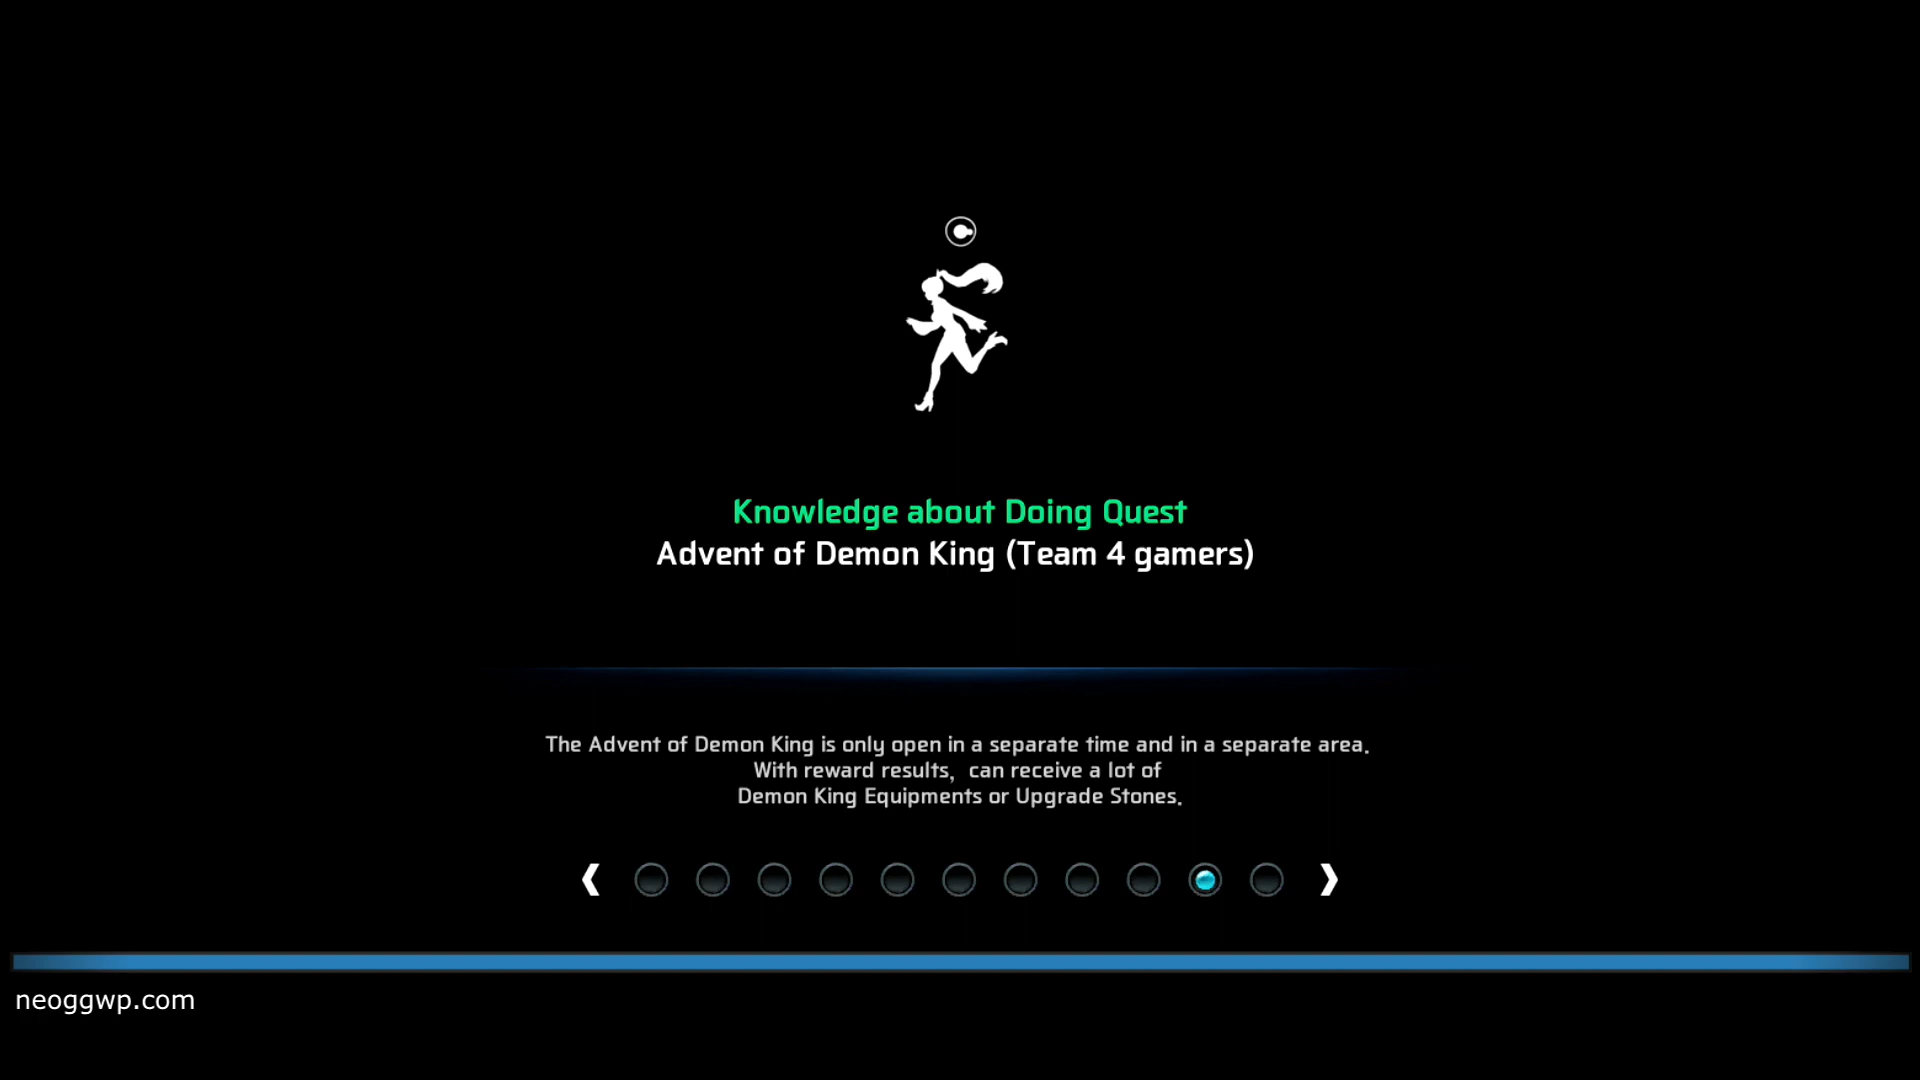 Knowledge about Doing Quest
Advent of Demon King (Team 4 gamers)
The Advent of Demon King is only open in a separate time and in a separate area.
With reward results, can receive a lot of
Demon King Equipments or Upgrade Stones.
neoggwp.com